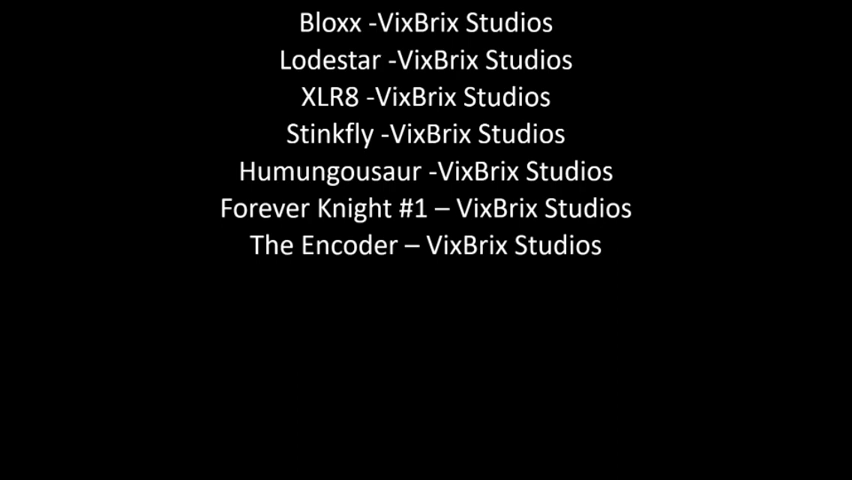 Bloxx -VixBrix Studios
Lodestar -VixBrix Studios
XLR8 -VixBrix Studios
Stinkfly -VixBrix Studios
Humungousaur -VixBrix Studios
Forever Knight #1 – VixBrix Studios
The Encoder – VixBrix Studios